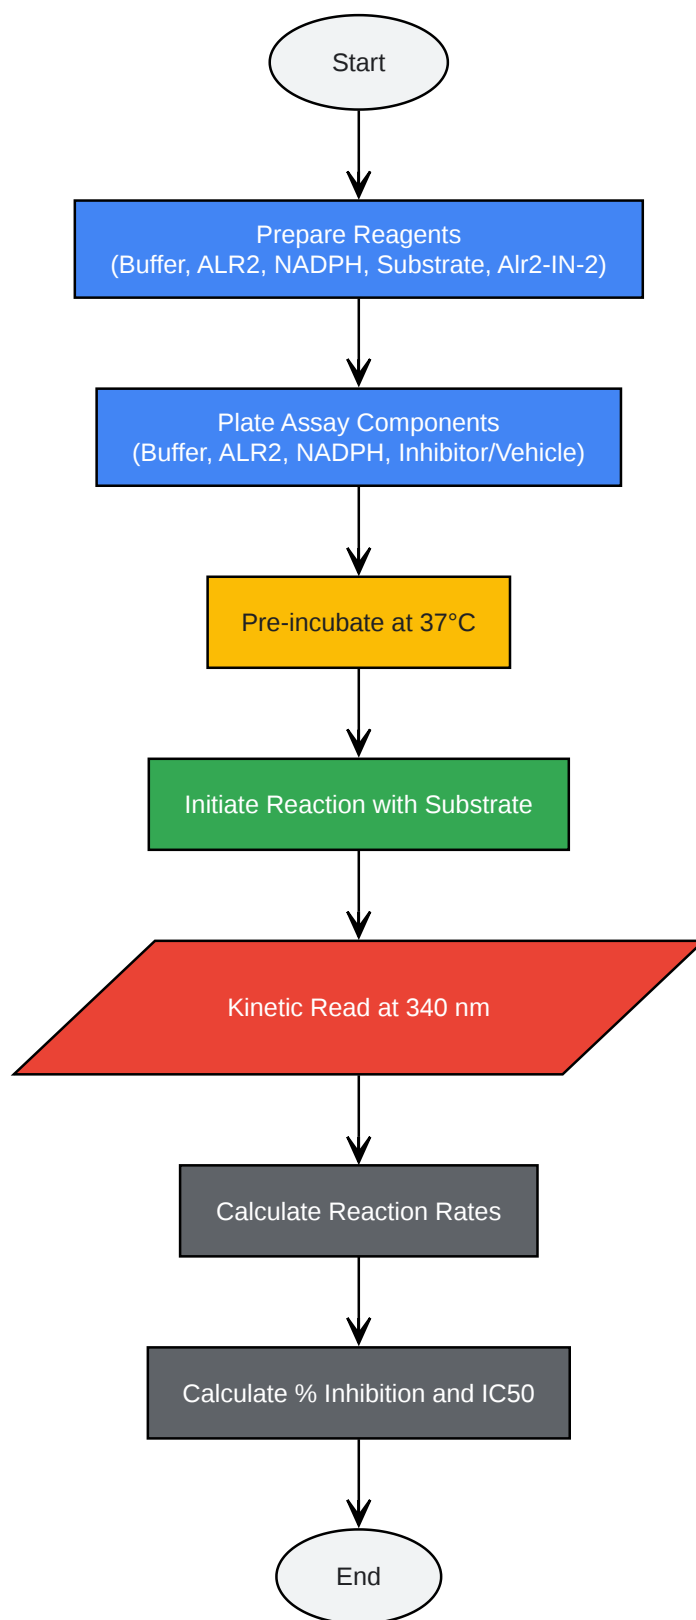 Start
Prepare Reagents
(Buffer, ALR2, NADPH, Substrate, Alr2-IN-2)
Plate Assay Components
(Buffer, ALR2, NADPH, Inhibitor/Vehicle)
Pre-incubate at 37°C
Initiate Reaction with Substrate
Kinetic Read at 340 nm
Calculate Reaction Rates
Calculate % Inhibition and IC50
End